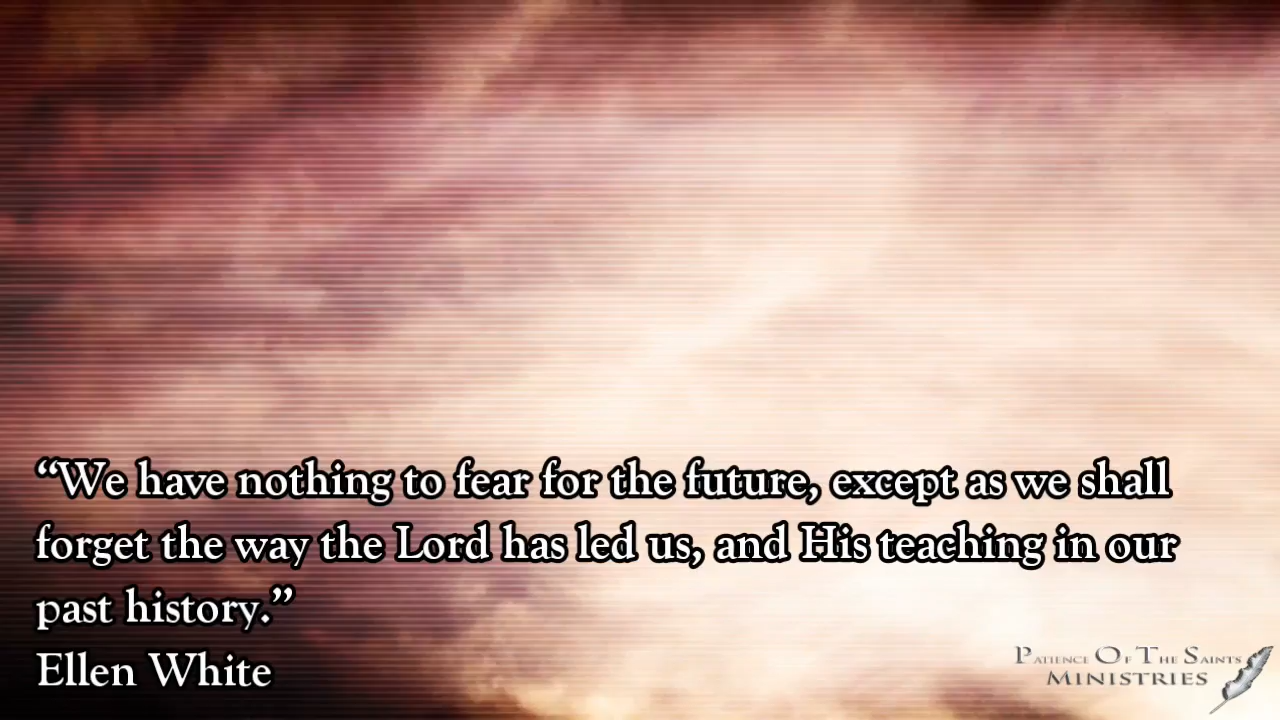 “We have nothing to fear for the future, except as we shall
forget the way the Lord has led us, and His teaching in our
past history.”
Ellen White
Patience Of The Saints
Ministries